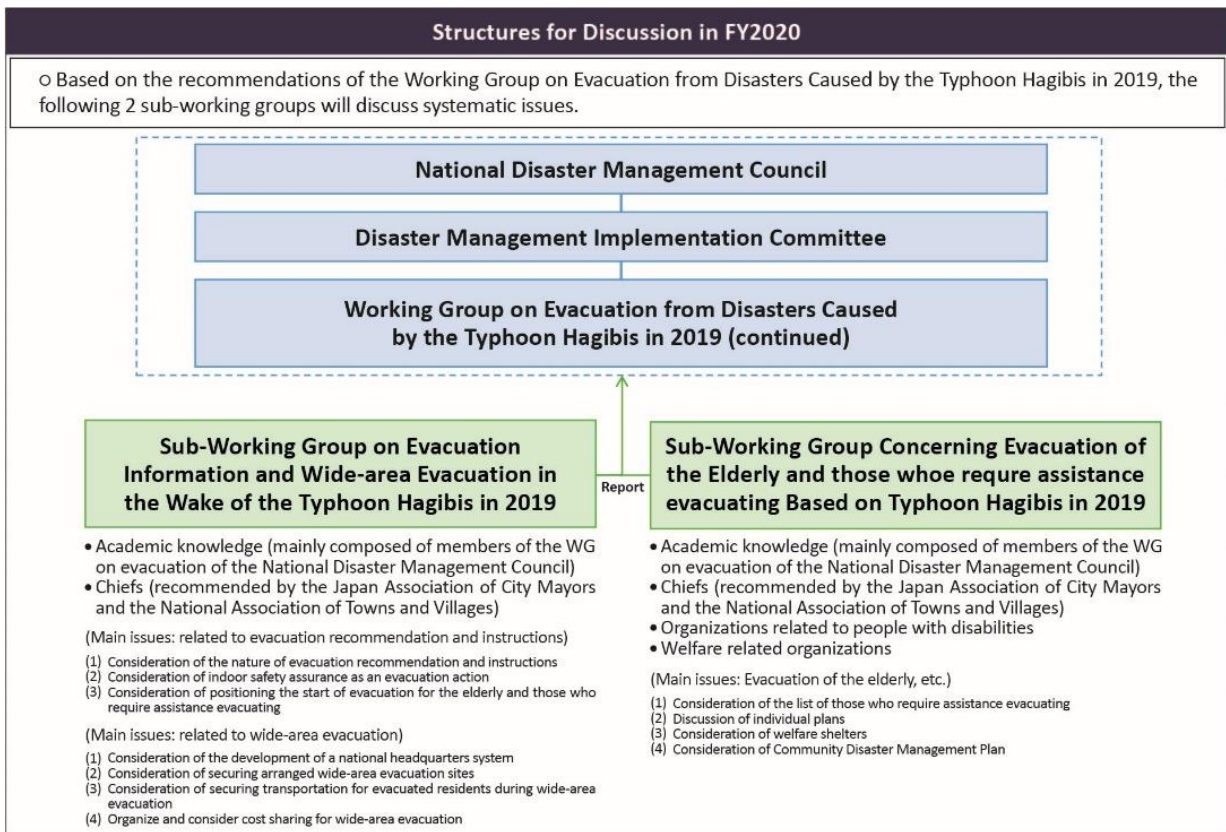 Structures for Discussion in FY2020
○ Based on the recommendations of the Working Group on Evacuation from Disasters Caused by the Typhoon Hagibis in 2019, the
following 2 sub-working groups will discuss systematic issues.
National Disaster Management Council
Disaster Management Implementation Committee
Working Group on Evacuation from Disasters Caused
by the Typhoon Hagibis in 2019 (continued)
Sub-Working Group on Evacuation
Information and Wide-area Evacuation in
the Wake of the Typhoon Hagibis in 2019
Report
Sub-Working Group Concerning Evacuation of
the Elderly and those whoe requre assistance
evacuating Based on Typhoon Hagibis in 2019
• Academic knowledge (mainly composed of members of the WG
on evacuation of the National Disaster Management Council)
• Chiefs (recommended by the Japan Association of City Mayors
and the National Association of Towns and Villages)
(Main issues: related to evacuation recommendation and instructions)
(1) Consideration of the nature of evacuation recommendation and instructions
(2) Consideration of indoor safety assurance as an evacuation action
(3) Consideration of positioning the start of evacuation for the elderly and those who
require assistance evacuating
(Main issues: related to wide-area evacuation)
(1) Consideration of the development of a national headquarters system
(2) Consideration of securing arranged wide-area evacuation sites
(3) Consideration of securing transportation for evacuated residents during wide-area
evacuation
(4) Organize and consider cost sharing for wide-area evacuation
• Academic knowledge (mainly composed of members of the WG
on evacuation of the National Disaster Management Council)
• Chiefs (recommended by the Japan Association of City Mayors
and the National Association of Towns and Villages)
• Organizations related to people with disabilities
• Welfare related organizations
(Main issues: Evacuation of the elderly, etc.)
(1) Consideration of the list of those who require assistance evacuating
(2) Discussion of individual plans
(3) Consideration of welfare shelters
(4) Consideration of Community Disaster Management Plan